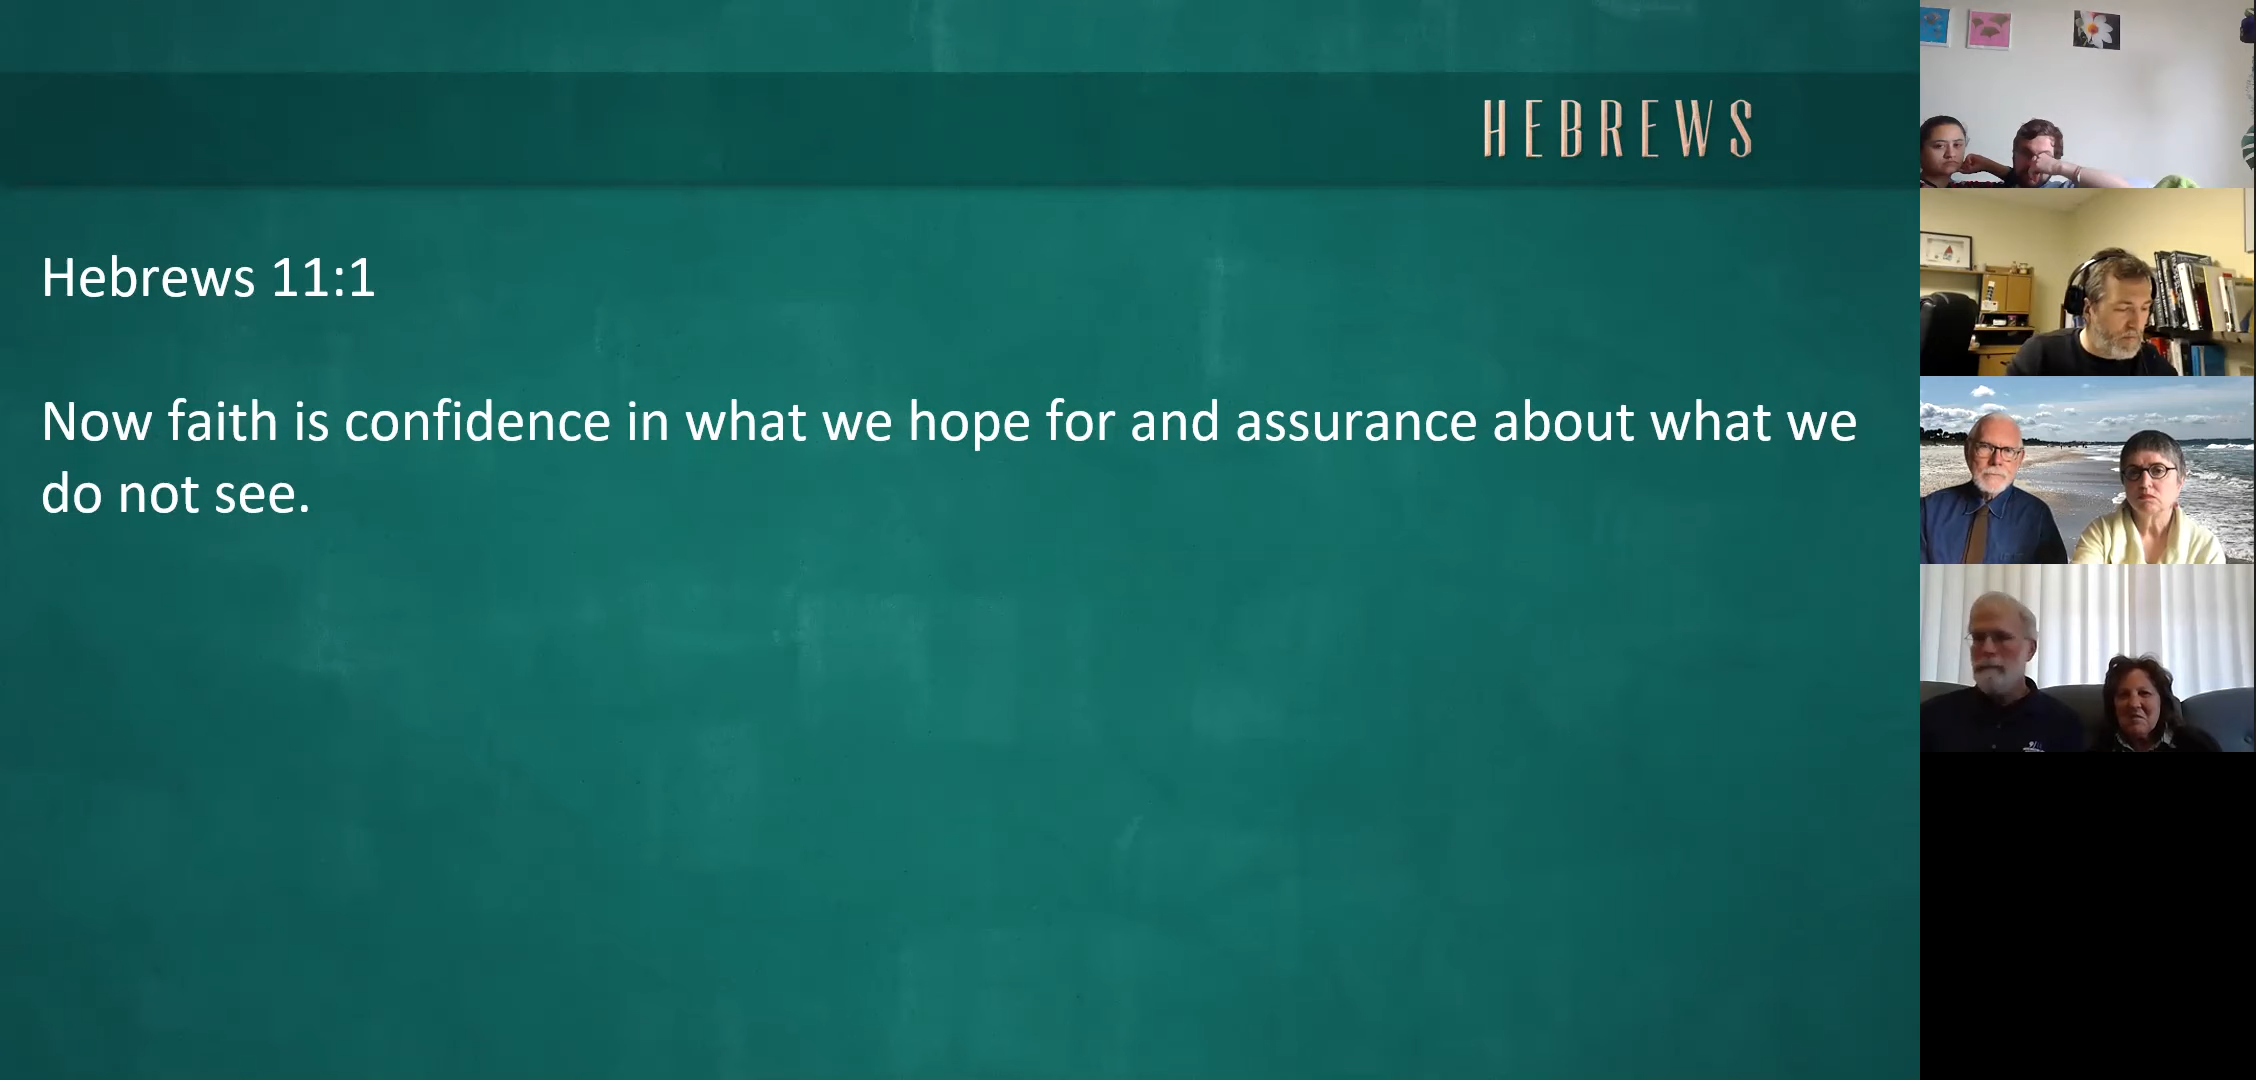 HEBREWS
Hebrews 11:1
Now faith is confidence in what we hope for and assurance about what we
do not see.